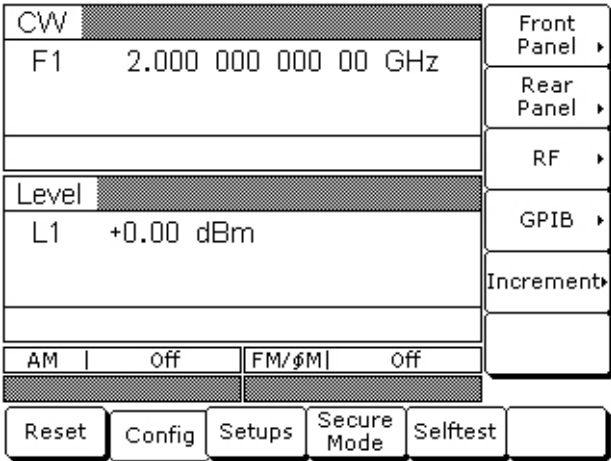 CW
F1 2.000 000 000 00 GHz
Level
L1 +0.00 dBm
AM | Off
FM/ϕM| Off
Front
Panel
Rear
Panel
RF
GPIB
Increment
Reset
Config
Setups
Secure
Mode
Selftest